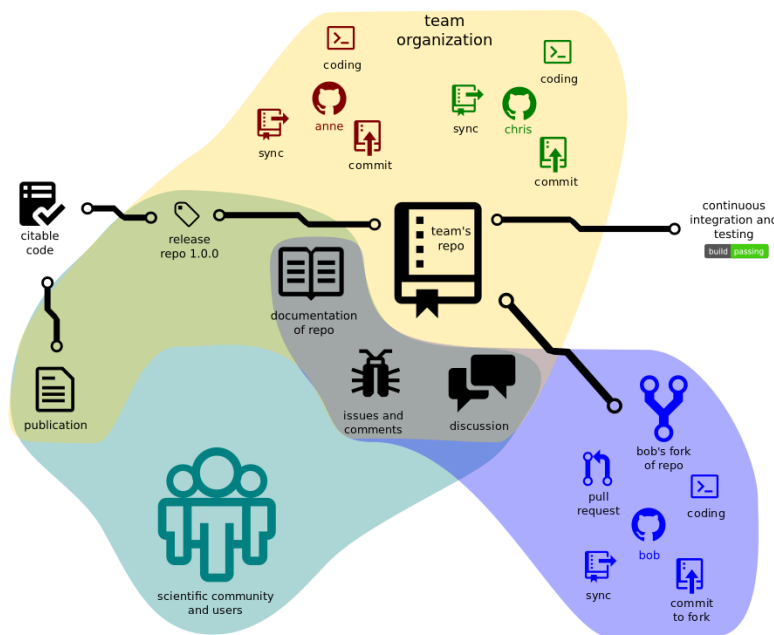 team
organization
coding
coding
anne
sync
commit
sync
chris
commit
citable
code
release
repo 1.0.0
team's
repo
continuous
integration and
testing
build passing
documentation
of repo
publication
issues and
comments
discussion
bob's fork
of repo
pull
request
coding
bob
sync
commit
to fork
scientific community
and users